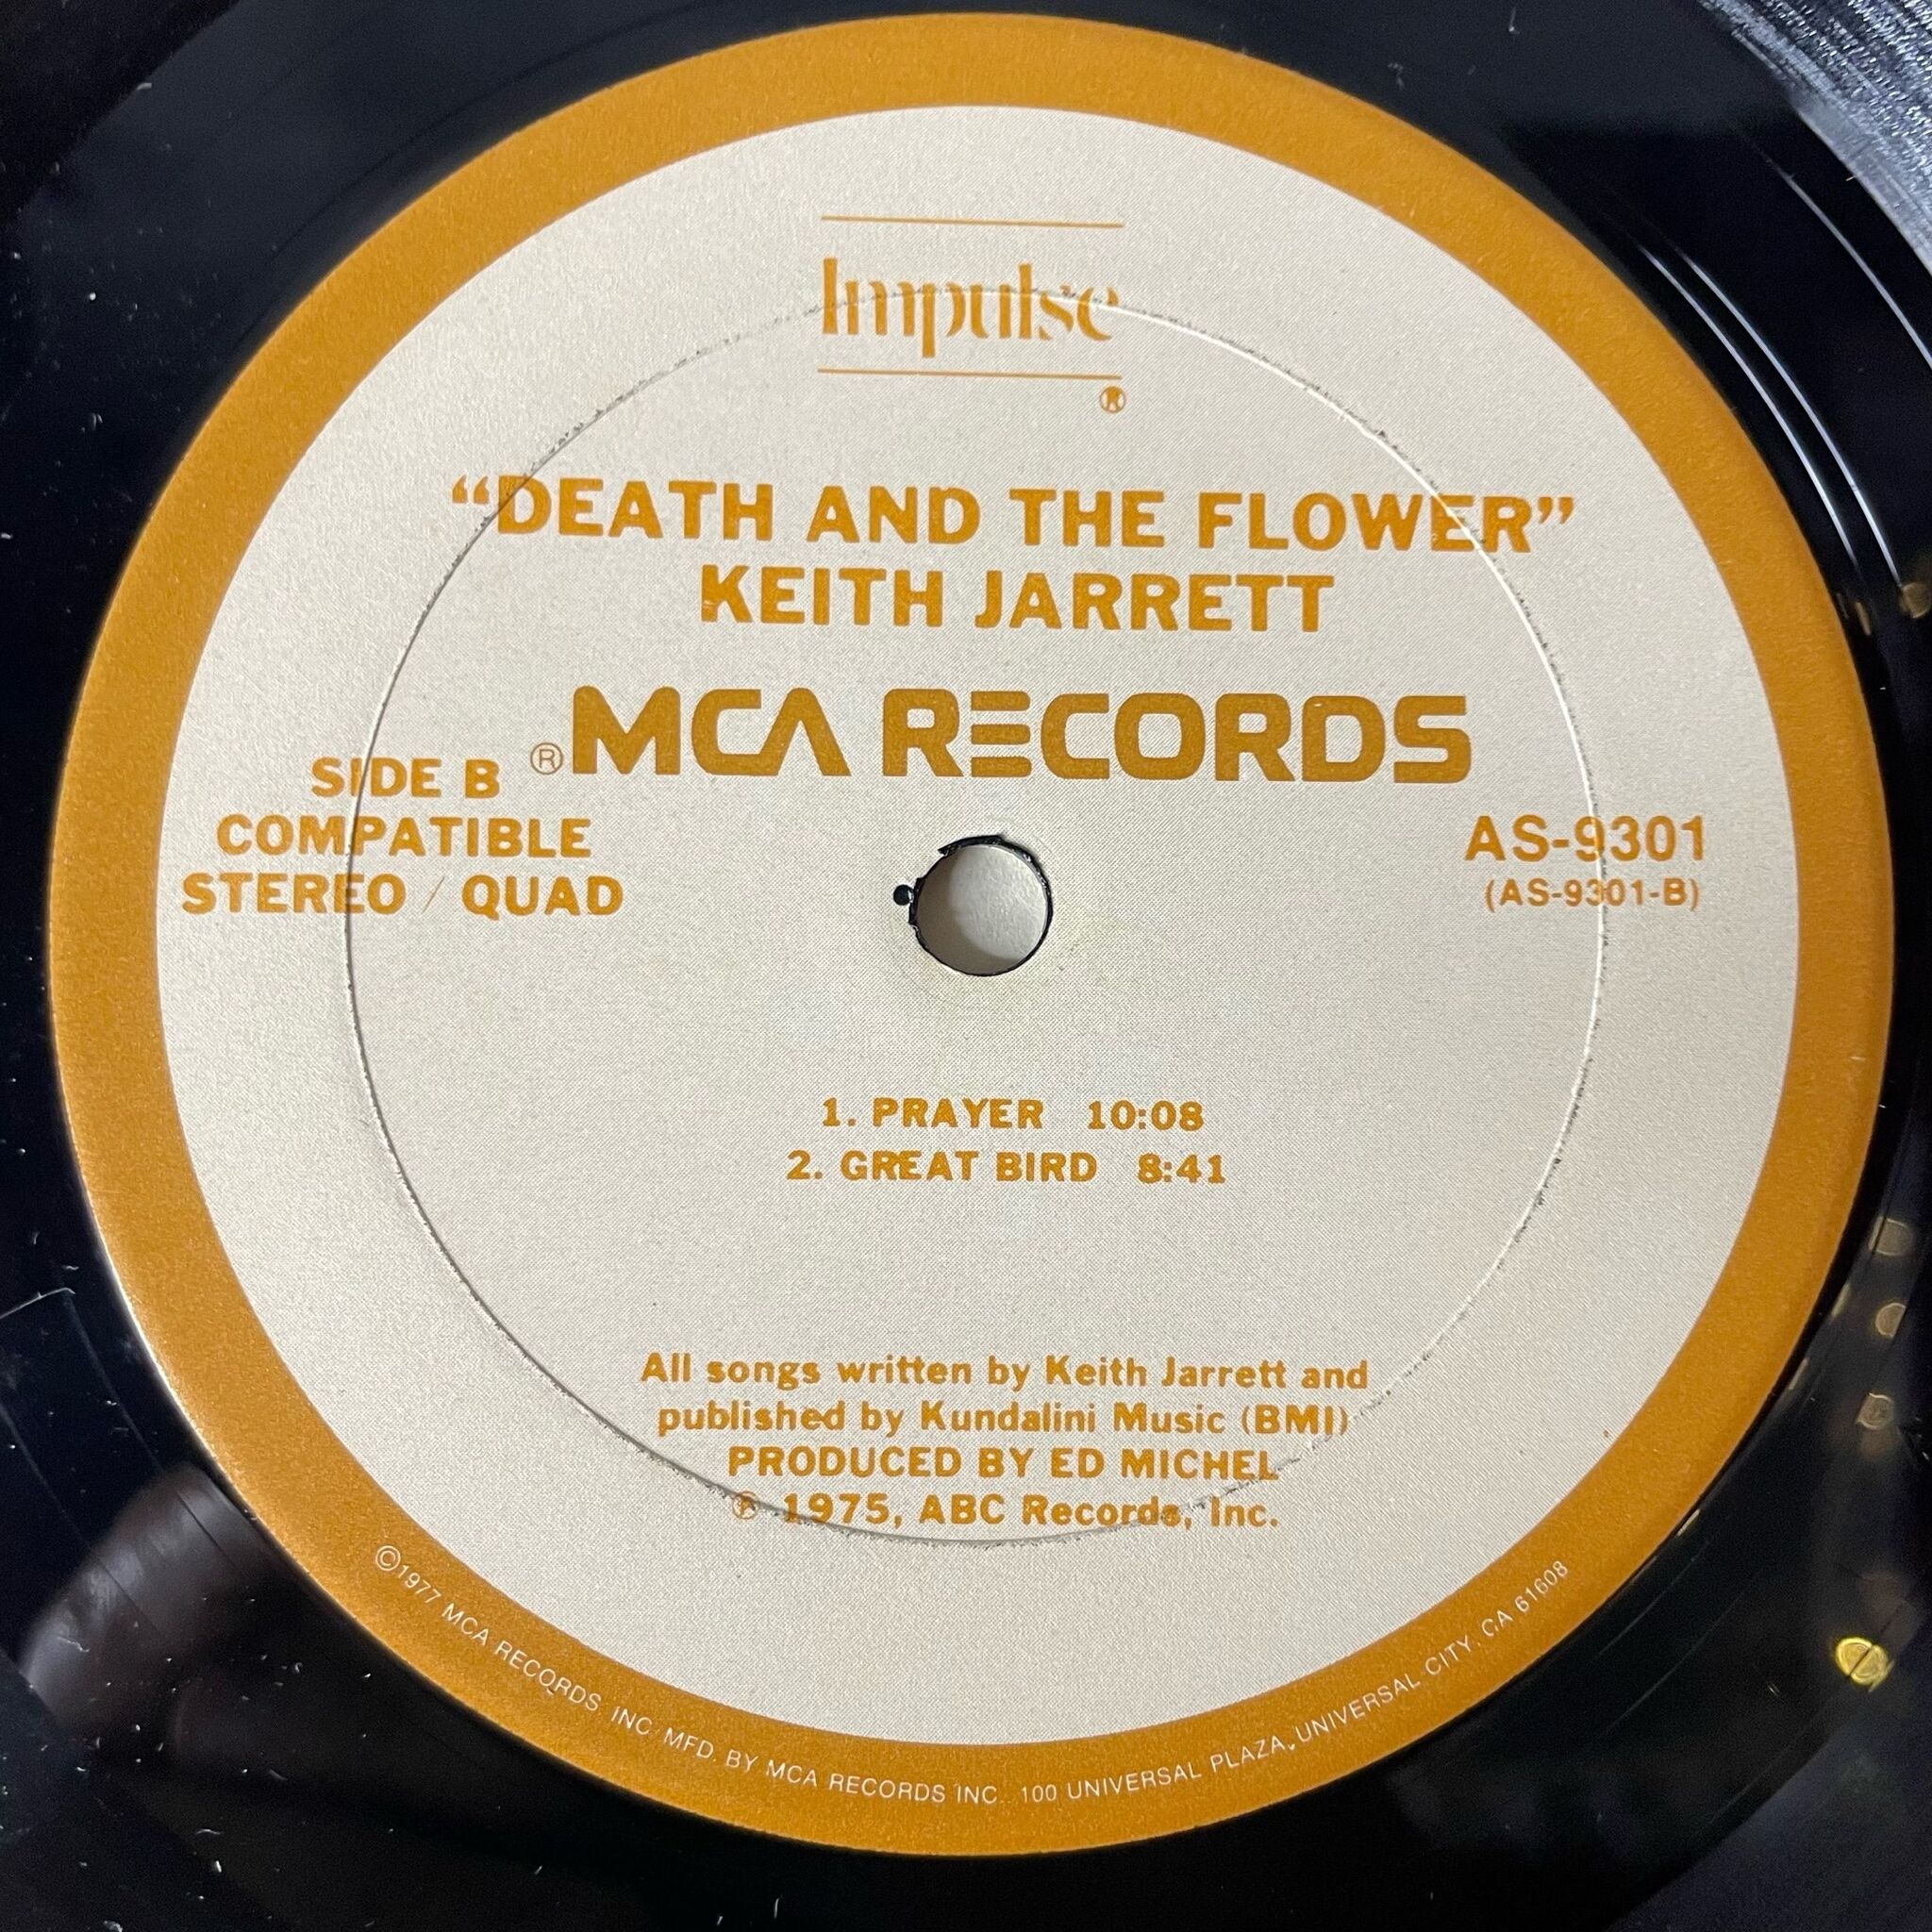 Impulse
®
“DEATH AND THE FLOWER”
KEITH JARRETT
®MCA RECORDS
SIDE B
COMPATIBLE
STEREO / QUAD
AS-9301
(AS-9301-B)
1. PRAYER 10:08
2. GREAT BIRD 8:41
All songs written by Keith Jarrett and
published by Kundalini Music (BMI)
PRODUCED BY ED MICHEL
℗ 1975, ABC Records, Inc.
©1977 MCA RECORDS, INC. MFD. BY MCA RECORDS INC. 100 UNIVERSAL PLAZA, UNIVERSAL CITY, CA 61608